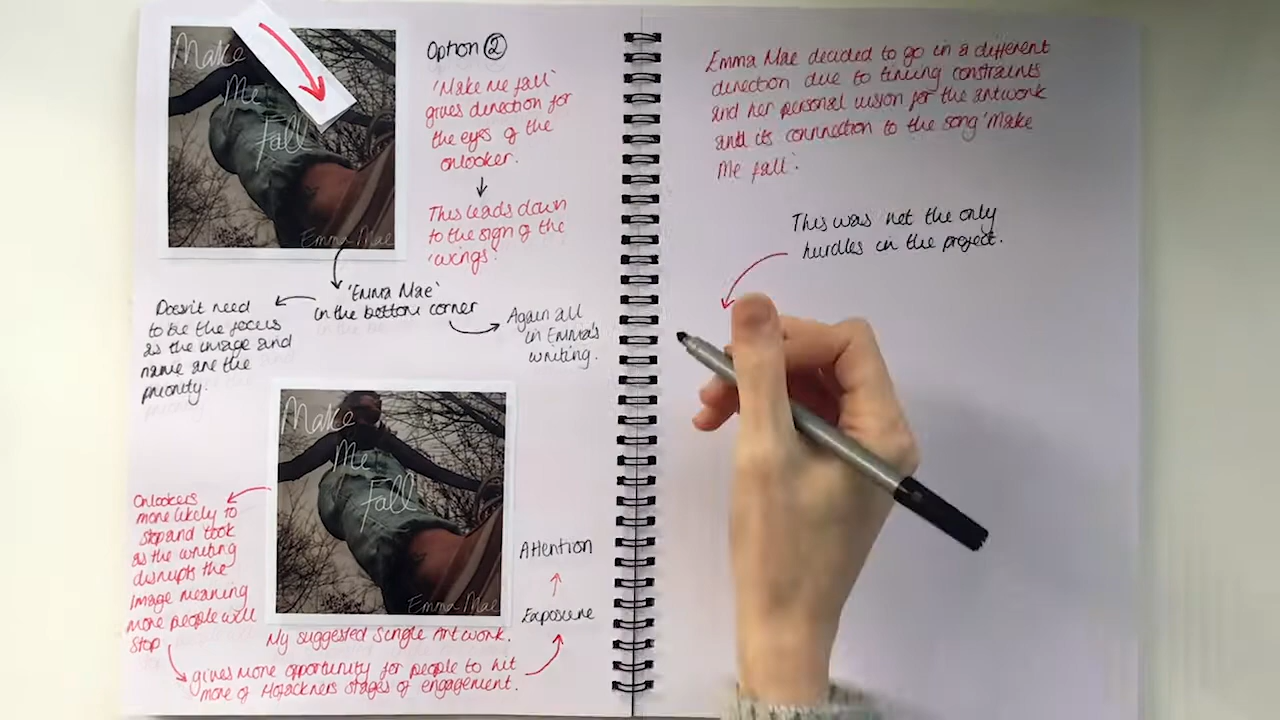 Make
Me
Fall
Emma Mae
Option ②
'Make me fall'
gives direction for
the eyes of the
onlooker.
This leads down
to the sign of the
'wings'.
'Emma Mae'
in the bottom corner
Doesn't need
to be the focus
as the image and
name are the
priority.
Again all
in Emma's
writing.
Make
Me
Fall
Emma Mae
Onlookers
more likely to
stop and look
as the writing
disrupts the
image meaning
more people will
stop
My suggested Single Artwork.
gives more opportunity for people to hit
more of stages of engagement.
Exposure
Attention
Emma Mae decided to go in a different
direction due to timing constraints
and her personal vision for the artwork
and its connection to the song 'Make
Me fall'.
This was not the only
hurdles in the project.